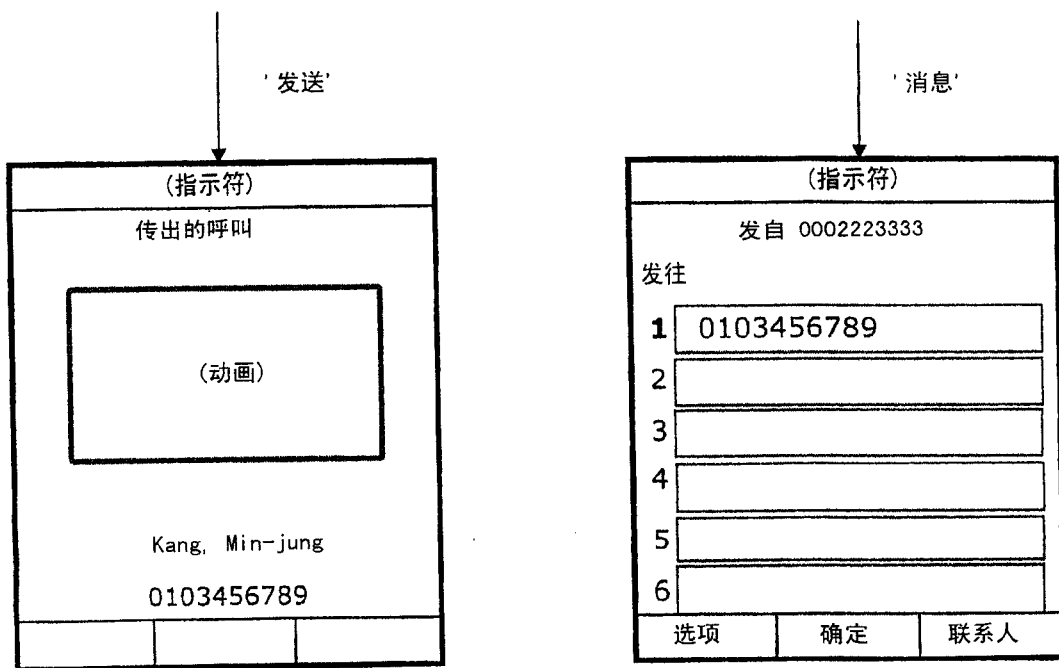 '发送'
(指示符)
传出的呼叫
(动画)
Kang, Min-jung
0103456789
'消息'
(指示符)
发自 0002223333
发往
1 0103456789
2
3
4
5
6
选项 确定 联系人